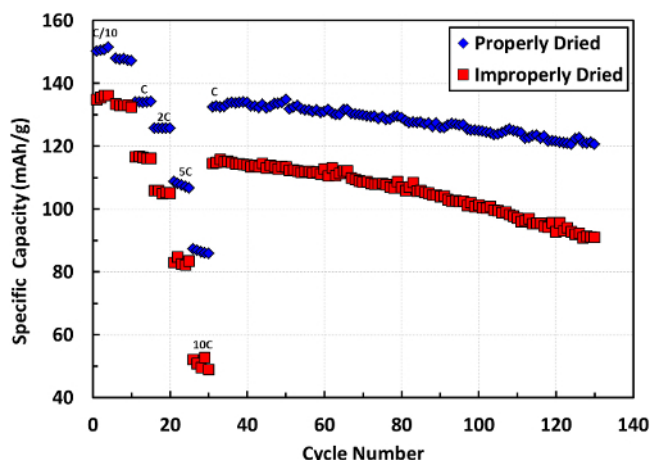 160
140
120
100
80
60
40
Specific Capacity (mAh/g)
C/10
C
2C
5C
10C
C
Properly Dried
Improperly Dried
0 20 40 60 80 100 120 140
Cycle Number